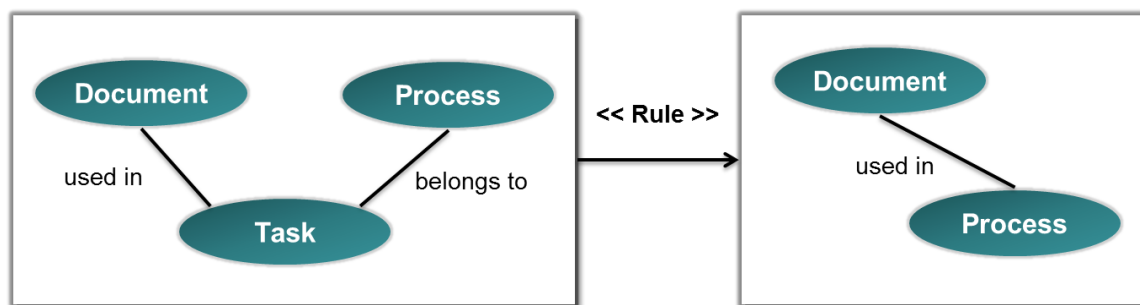 Document
Process
used in
belongs to
Task
<< Rule >>
Document
used in
Process